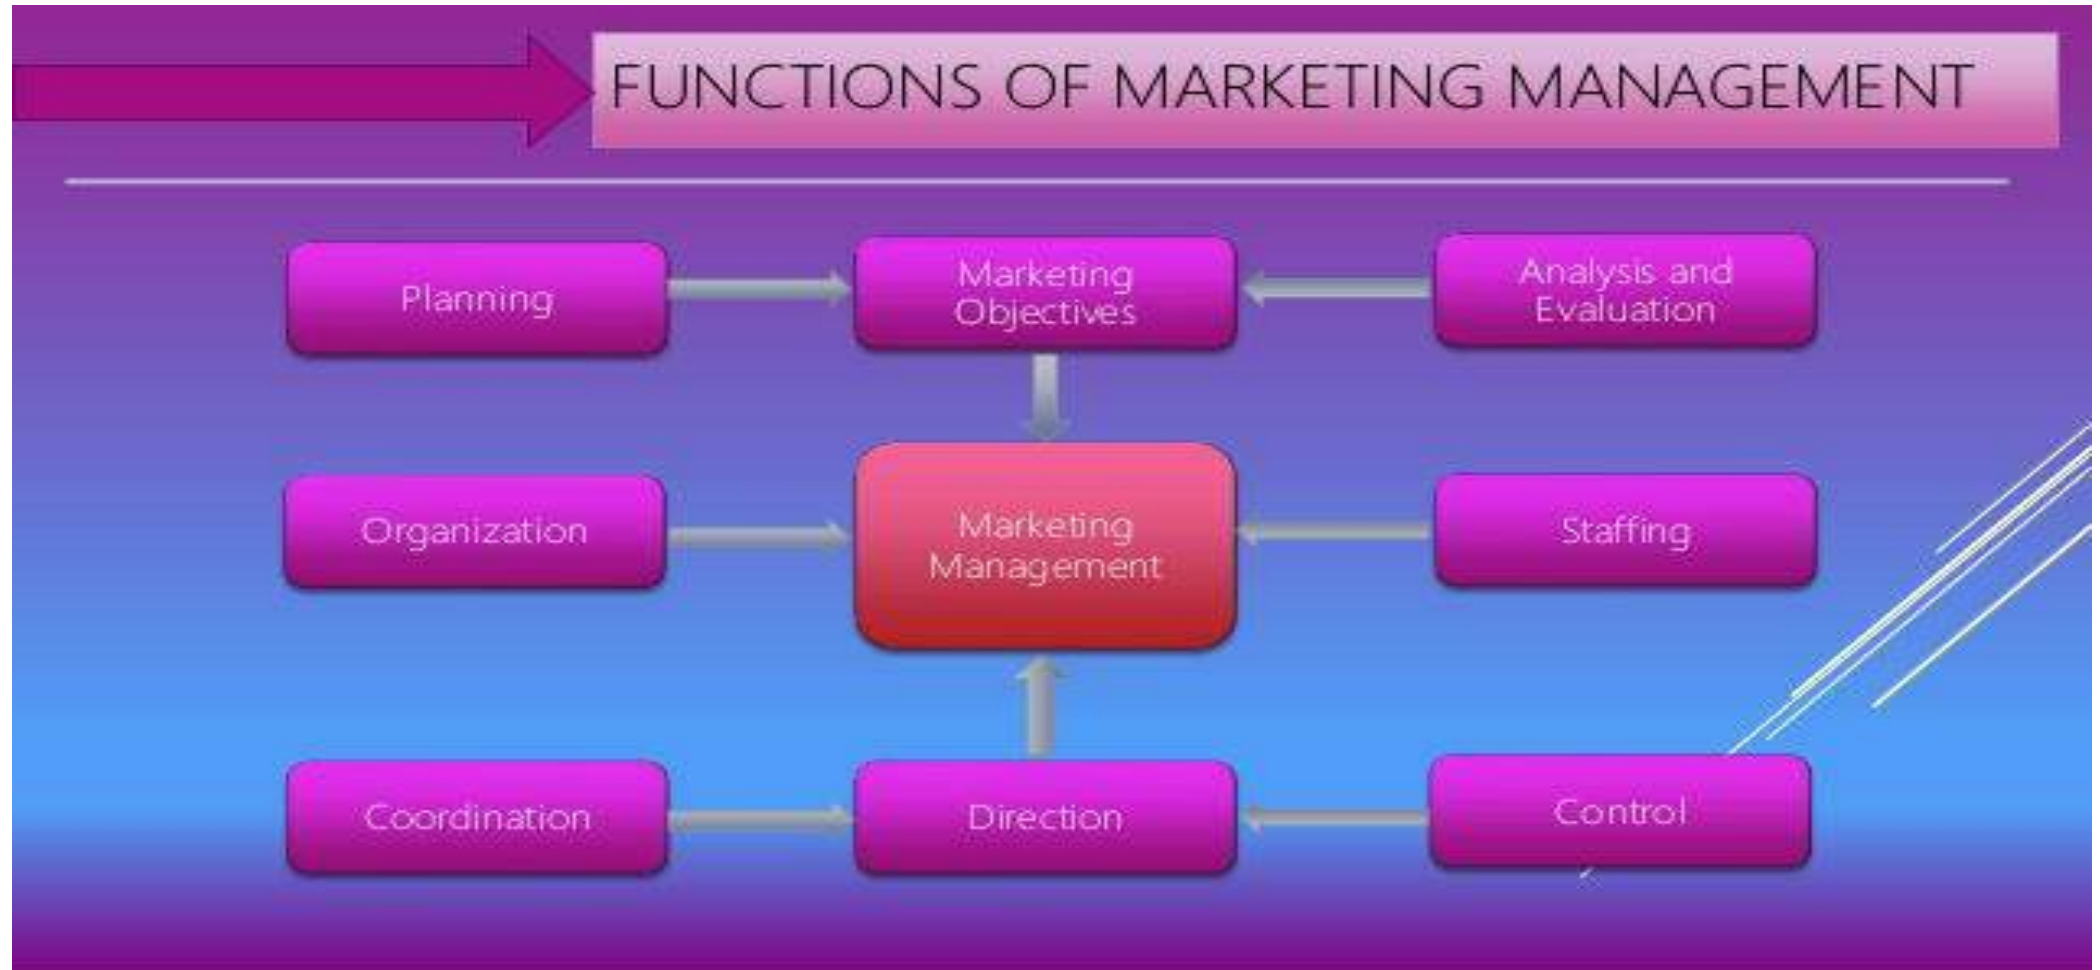 FUNCTIONS OF MARKETING MANAGEMENT
Planning
Marketing
Objectives
Analysis and
Evaluation
Organization
Marketing
Management
Staffing
Coordination
Direction
Control